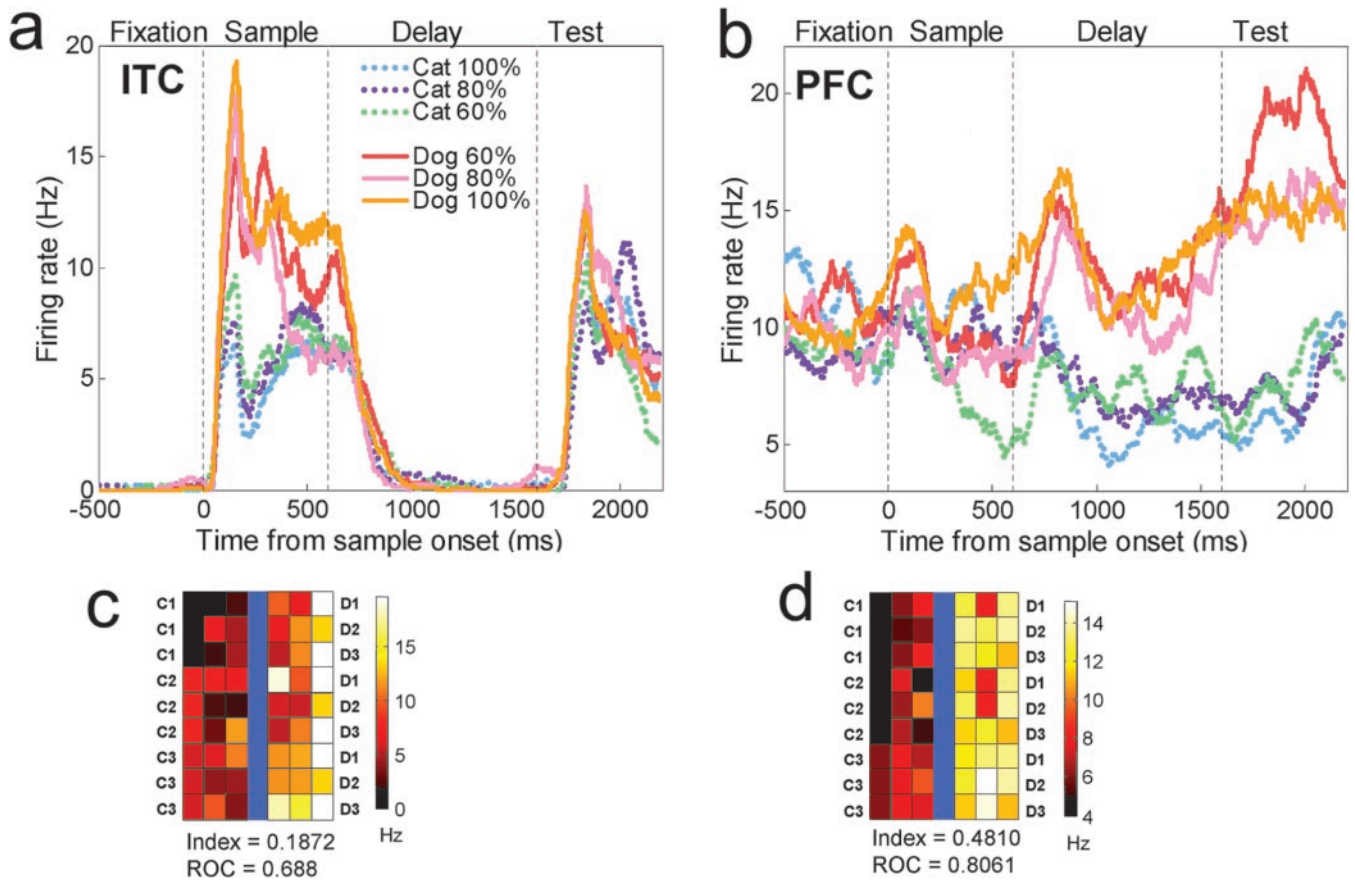 a
Fixation Sample Delay Test
ITC
Cat 100%
Cat 80%
Cat 60%
Dog 60%
Dog 80%
Dog 100%
20
15
10
5
0
Firing rate (Hz)
-500 0 500 1000 1500 2000
Time from sample onset (ms)
b
Fixation Sample Delay Test
PFC
20
15
10
5
Firing rate (Hz)
-500 0 500 1000 1500 2000
Time from sample onset (ms)
c
C1 D1
C1 D2
C1 D3
C2 D1
C2 D2
C2 D3
C3 D1
C3 D2
C3 D3
15
10
5
0
Hz
Index = 0.1872
ROC = 0.688
d
C1 D1
C1 D2
C1 D3
C2 D1
C2 D2
C2 D3
C3 D1
C3 D2
C3 D3
14
12
10
8
6
4
Hz
Index = 0.4810
ROC = 0.8061